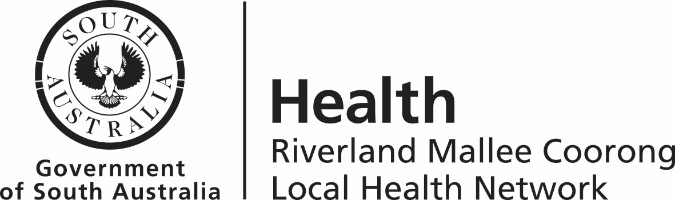 SOUTH
AUSTRALIA
Government
of South Australia
Health
Riverland Mallee Coorong
Local Health Network